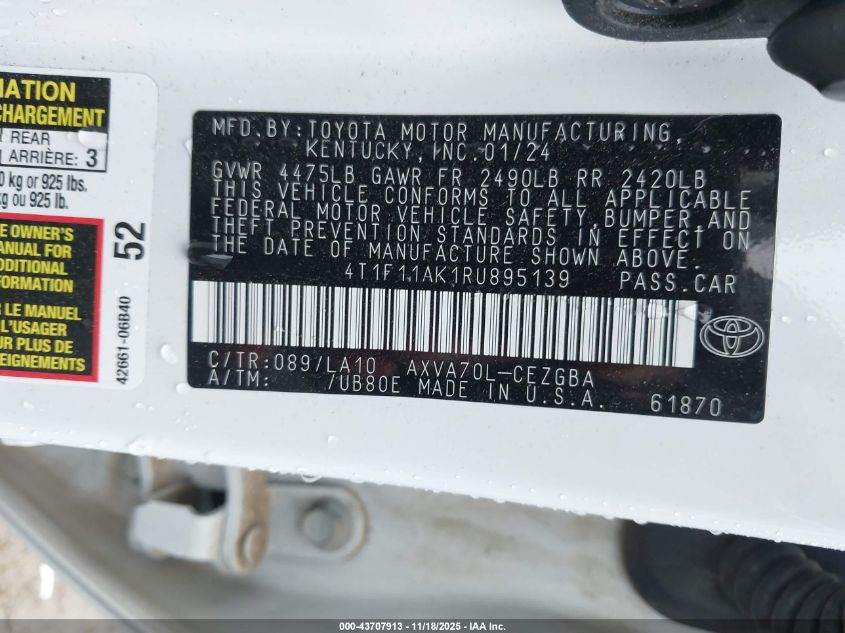 MATION
CHARGEMENT
REAR
ARRIÈRE: 3
0 kg or 925 lbs.
kg ou 925 lb.
OWNER'S
MANUAL FOR
ADDITIONAL
INFORMATION
LE MANUEL
L'USAGER
POUR PLUS DE
52
42661-06B40
MFD.BY:TOYOTA MOTOR MANUFACTURING,
KENTUCKY,INC.01/24
GVWR 4475LB GAWR FR 2490LB RR 2420LB
THIS VEHICLE CONFORMS TO ALL APPLICABLE
FEDERAL MOTOR VEHICLE SAFETY,BUMPER,AND
THEFT PREVENTION STANDARDS IN EFFECT ON
THE DATE OF MANUFACTURE SHOWN ABOVE.
4T1F11AK1RU895139 PASS.CAR
C/TR:089/LA10 AXVA70L-CEZGBA
A/TM: /UB80E MADE IN U.S.A. 61870
000-43707913 - 11/18/2025 - IAA Inc.